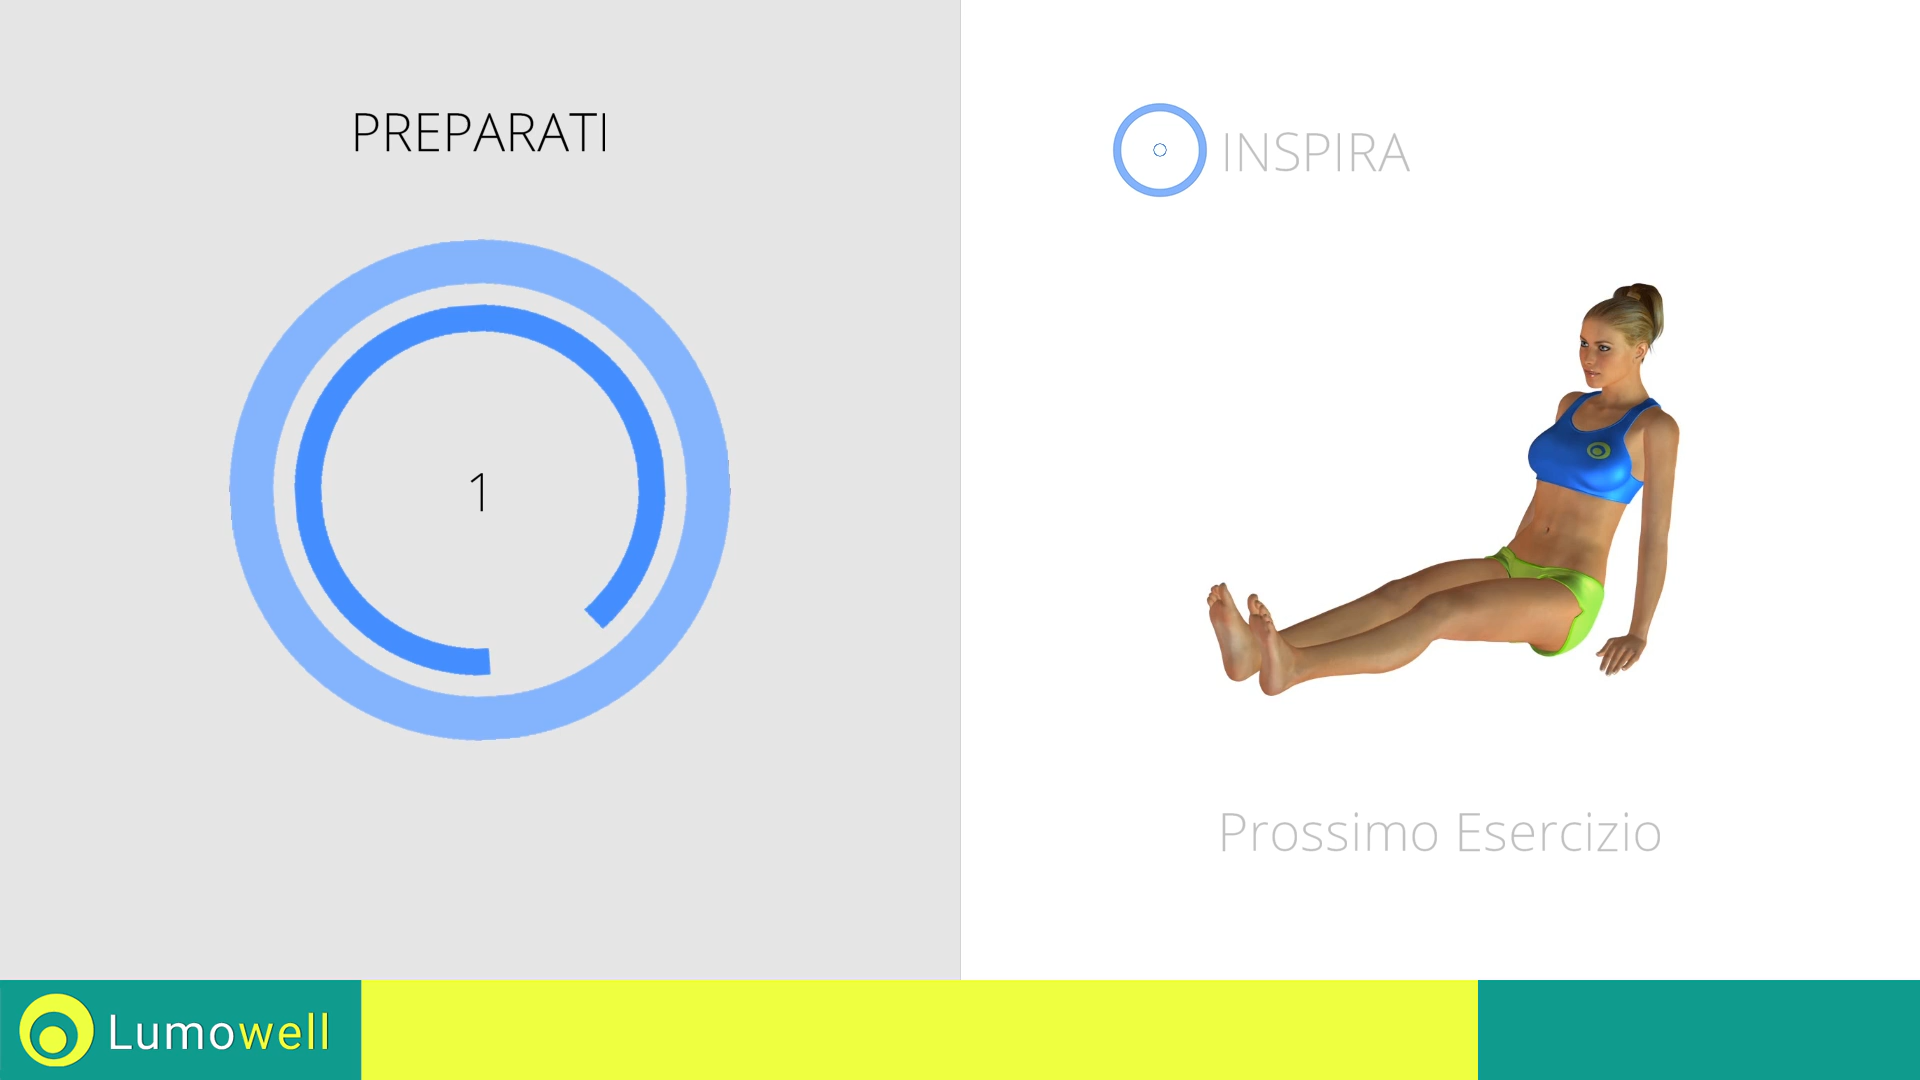 PREPARATI
1
INSPIRA
Prossimo Esercizio
Lumowell